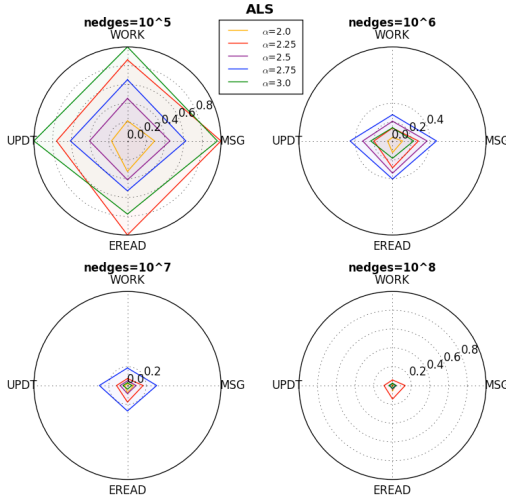 ALS
nedges=10^5
WORK
UPDT
MSG
EREAD
0.0
0.2
0.4
0.6
0.8
α=2.0
α=2.25
α=2.5
α=2.75
α=3.0
nedges=10^6
WORK
UPDT
MSG
EREAD
0.0
0.2
0.4
nedges=10^7
WORK
UPDT
MSG
EREAD
0.0
0.2
nedges=10^8
WORK
UPDT
MSG
EREAD
0.2
0.4
0.6
0.8